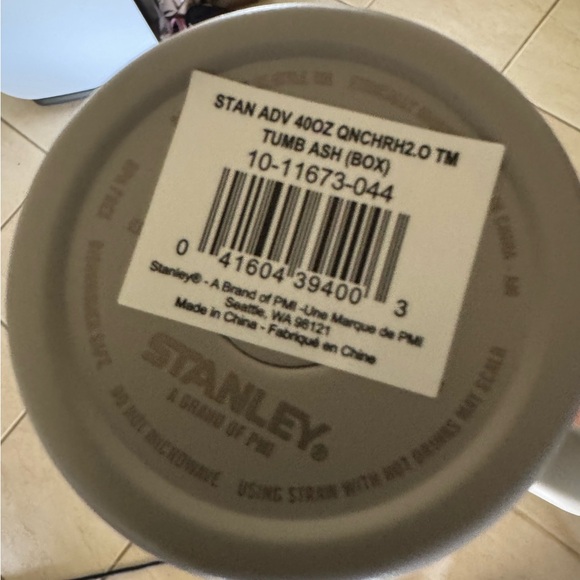 STAN ADV 40OZ QNCHRH2.O TM
TUMB ASH (BOX)
10-11673-044
0 41604 39400 3
Stanley® - A Brand of PMI -Une Marque de PMI
Seattle, WA 98121
Made in China - Fabriqué en Chine
STANLEY®
A BRAND OF PMI
DO NOT MICROWAVE
USING STRAW WITH HOT DRINKS MAY SCALD